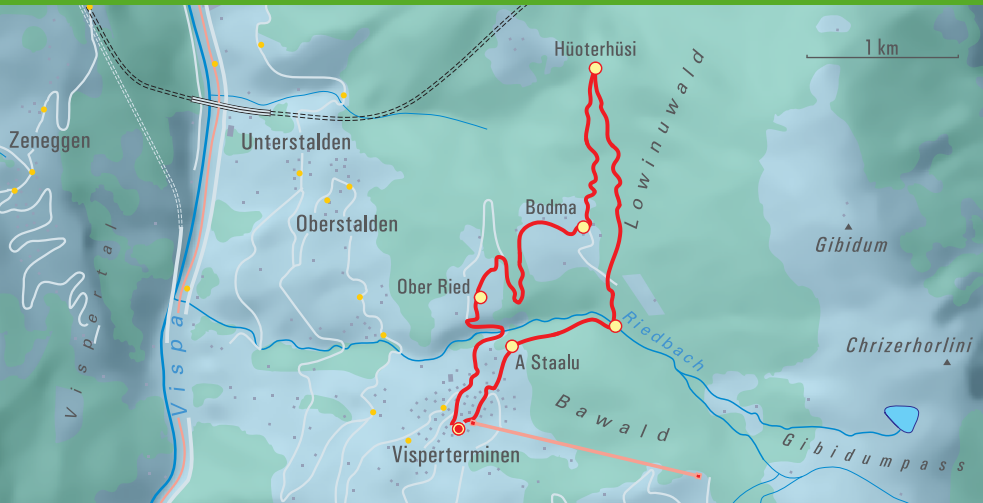 Hüoterhüsi
1 km
Lowinuwald
Zeneggen
Unterstalden
Bodma
Oberstalden
Gibidum
Vispertal
Ober Ried
Riedbach
Vispa
Chrizerhorlini
A Staalu
Bawald
Gibidumpass
Visperterminen